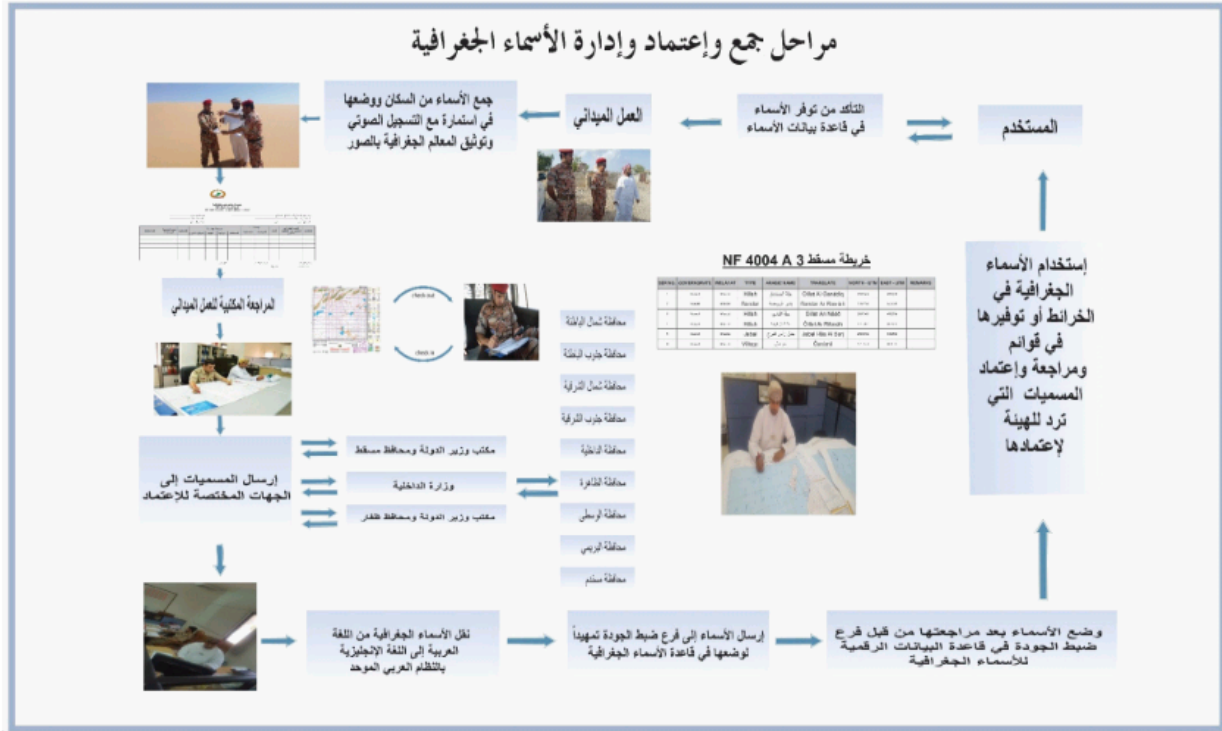 مراحل جمع وإعتماد وإدارة الأسماء الجغرافية
المستخدم
التأكد من توفر الأسماء
في قاعدة بيانات الأسماء
العمل الميداني
جمع الأسماء من السكان ووضعها
في استمارة مع التسجيل الصوتي
وتوثيق المعالم الجغرافية بالصور
المراجعة المكتبية للعمل الميداني
check out
check in
إرسال المسميات إلى
الجهات المختصة للإعتماد
مكتب وزير الدولة ومحافظ مسقط
وزارة الداخلية
مكتب وزير الدولة ومحافظ ظفار
محافظة شمال الباطنة
محافظة جنوب الباطنة
محافظة شمال الشرقية
محافظة جنوب الشرقية
محافظة الداخلية
محافظة الظاهرة
محافظة الوسطى
محافظة البريمي
محافظة مسندم
خريطة مسقط NF 4004 A 3
TYPE
ARABIC NAME
TRANSLATE
REMARKS
Village
نقل الأسماء الجغرافية من اللغة
العربية إلى اللغة الإنجليزية
بالنظام العربي الموحد
إرسال الأسماء إلى فرع ضبط الجودة تمهيداً
لوضعها في قاعدة الأسماء الجغرافية
وضع الأسماء بعد مراجعتها من قبل فرع
ضبط الجودة في قاعدة البيانات الرقمية
للأسماء الجغرافية
إستخدام الأسماء
الجغرافية في
الخرائط أو توفيرها
في قوائم
ومراجعة وإعتماد
المسميات التي
ترد للهيئة
لإعتمادها